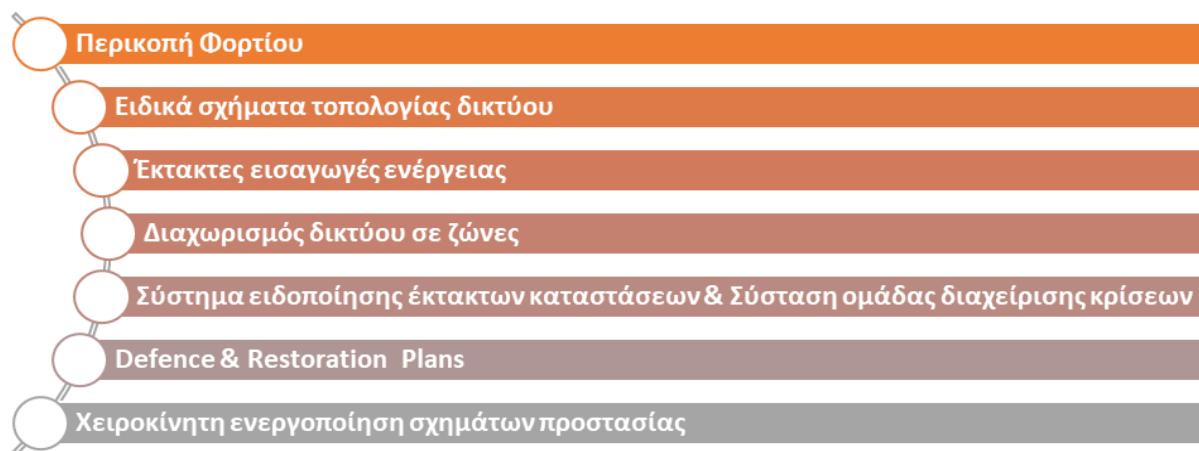 Περικοπή Φορτίου
Ειδικά σχήματα τοπολογίας δικτύου
Έκτακτες εισαγωγές ενέργειας
Διαχωρισμός δικτύου σε ζώνες
Σύστημα ειδοποίησης έκτακτων καταστάσεων & Σύσταση ομάδας διαχείρισης κρίσεων
Defence & Restoration Plans
Χειροκίνητη ενεργοποίηση σχημάτων προστασίας